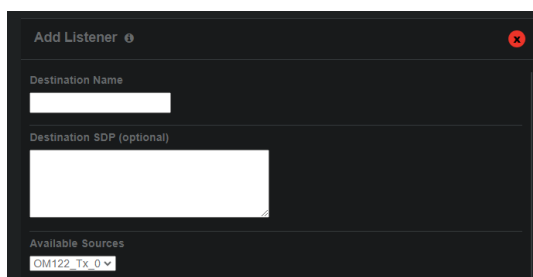 Add Listener
Destination Name
Destination SDP (optional)
Available Sources
OM122_Tx_0